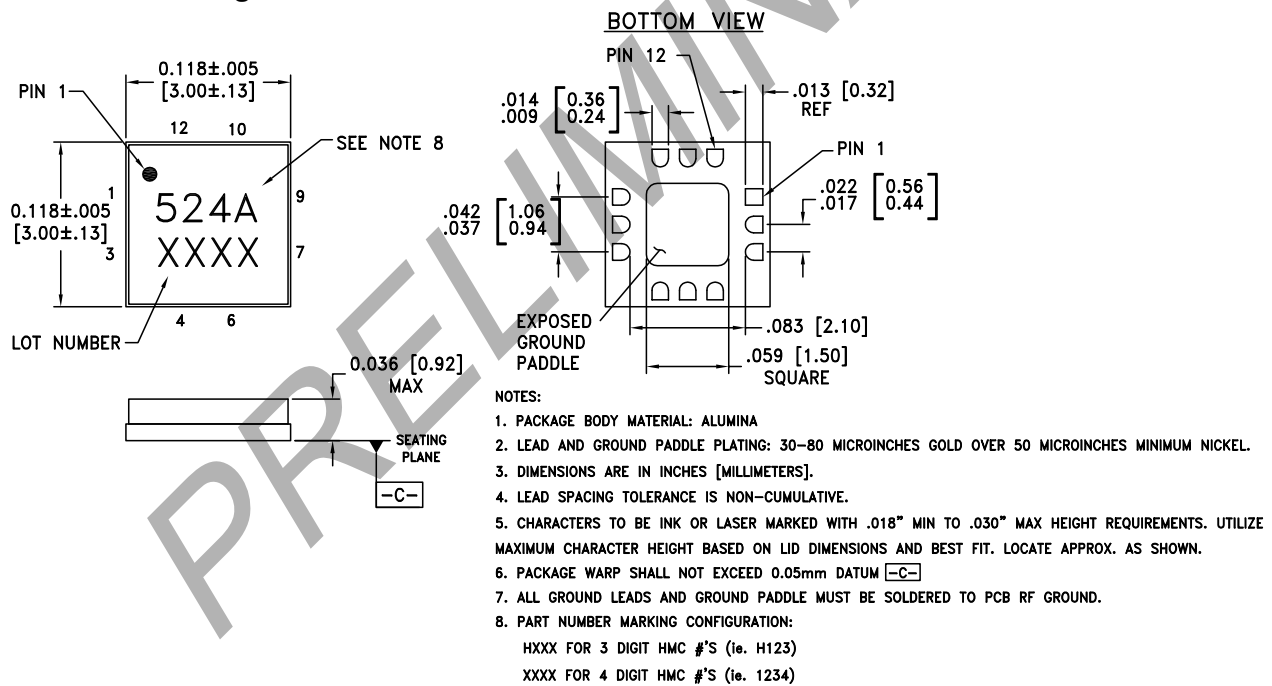 BOTTOM VIEW
PIN 12
0.118±.005
[3.00±.13]
PIN 1
.014 [0.36
.009 0.24]
.013 [0.32]
REF
12 10
SEE NOTE 8
PIN 1
1
524A
9
.022 [0.56
.017 0.44]
0.118±.005
[3.00±.13]
.042 [1.06
.037 0.94]
3
XXXX
7
4 6
LOT NUMBER
EXPOSED
GROUND
PADDLE
.083 [2.10]
.059 [1.50]
SQUARE
0.036 [0.92]
MAX
SEATING
PLANE
-C-
NOTES:
1. PACKAGE BODY MATERIAL: ALUMINA
2. LEAD AND GROUND PADDLE PLATING: 30-80 MICROINCHES GOLD OVER 50 MICROINCHES MINIMUM NICKEL.
3. DIMENSIONS ARE IN INCHES [MILLIMETERS].
4. LEAD SPACING TOLERANCE IS NON-CUMULATIVE.
5. CHARACTERS TO BE INK OR LASER MARKED WITH .018" MIN TO .030" MAX HEIGHT REQUIREMENTS. UTILIZE
MAXIMUM CHARACTER HEIGHT BASED ON LID DIMENSIONS AND BEST FIT. LOCATE APPROX. AS SHOWN.
6. PACKAGE WARP SHALL NOT EXCEED 0.05mm DATUM -C-
7. ALL GROUND LEADS AND GROUND PADDLE MUST BE SOLDERED TO PCB RF GROUND.
8. PART NUMBER MARKING CONFIGURATION:
HXXX FOR 3 DIGIT HMC #'S (ie. H123)
XXXX FOR 4 DIGIT HMC #'S (ie. 1234)